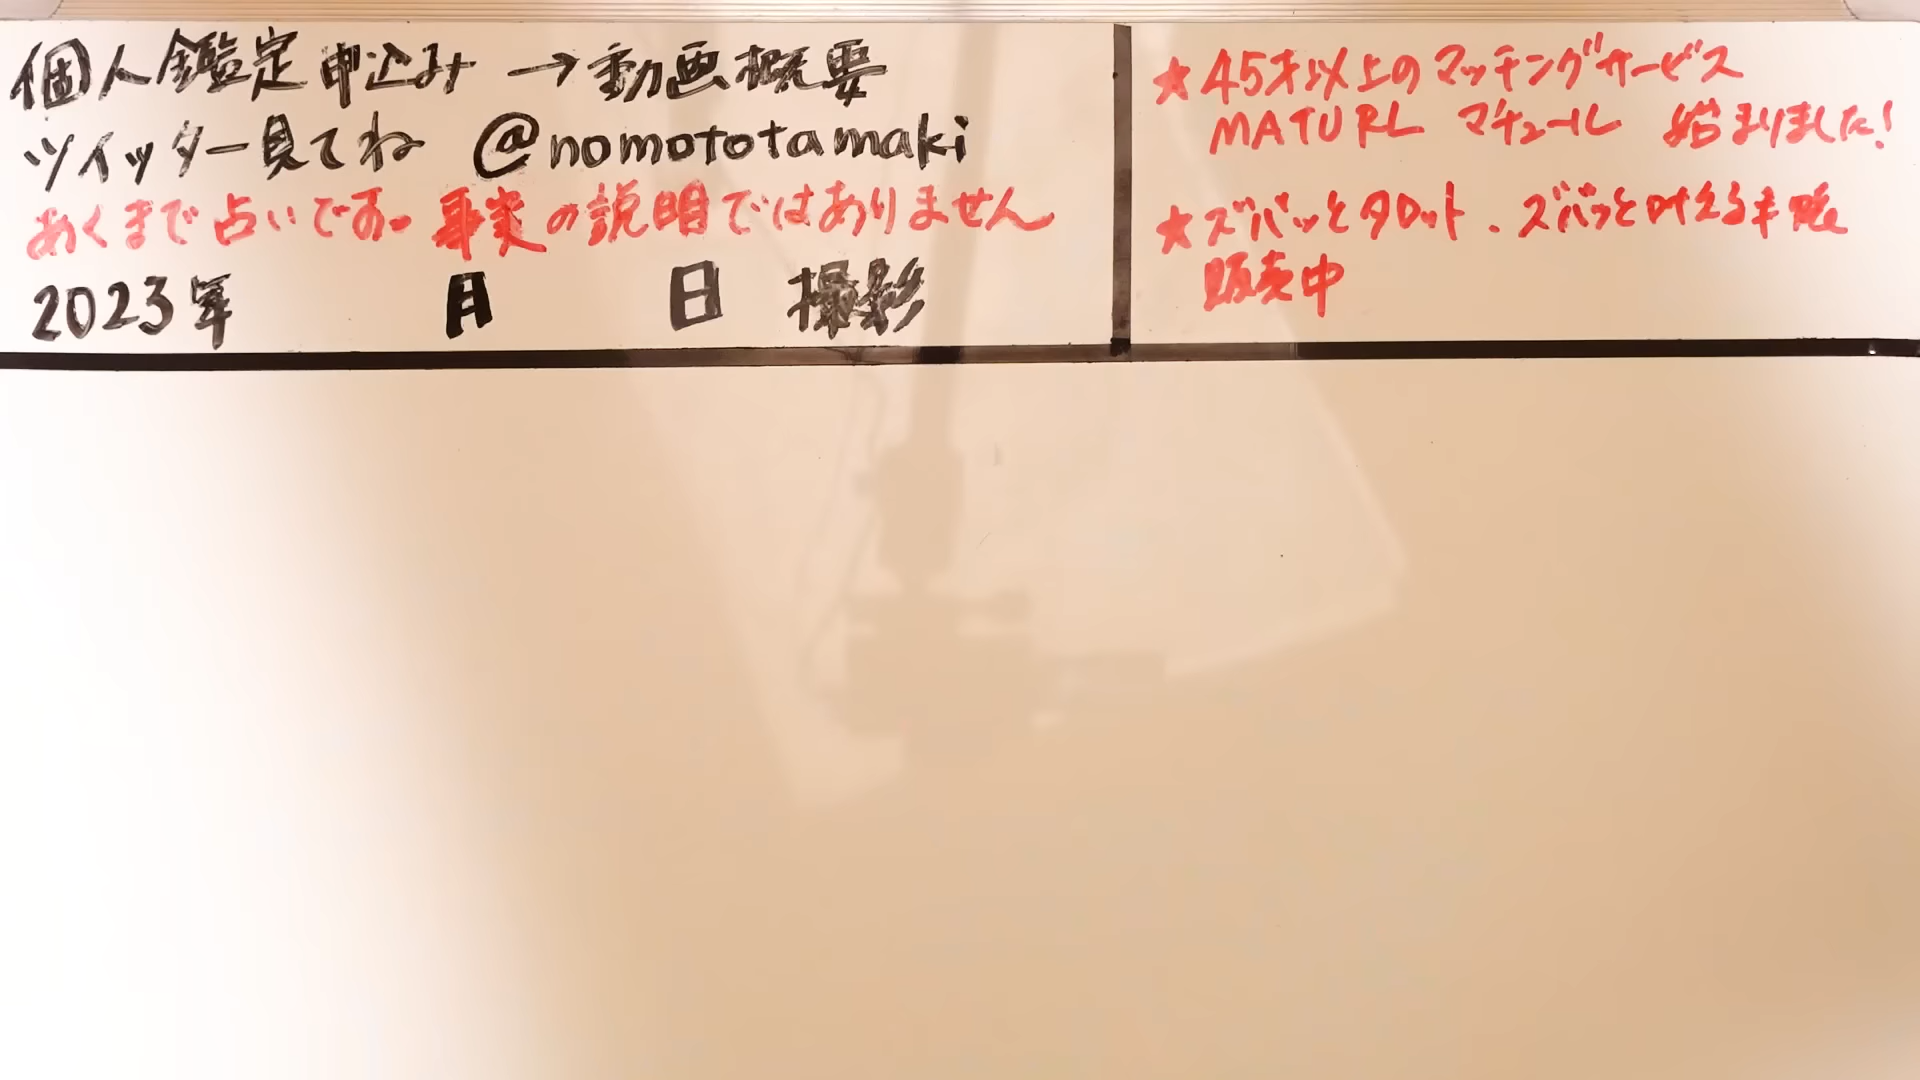 個人鑑定申込み→動画概要
ツイッター見てね @nomototamaki
あくまで占いです。事実の説明ではありません
2023年 月 日 撮影
★45才以上のマッチングサービス
MATURL マチュール 始まりました!
★ズバッとタロット、ズバッと叶える手帳
販売中